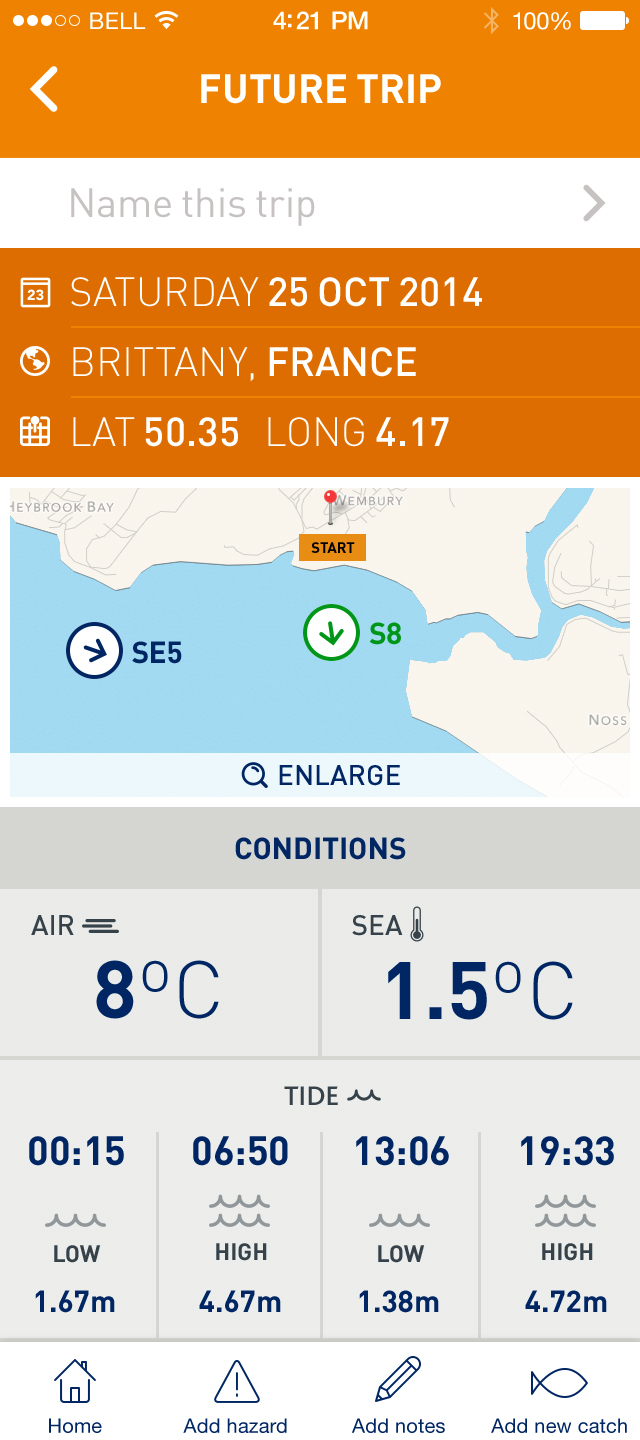 BELL 4:21 PM 100%
FUTURE TRIP
Name this trip
23 SATURDAY 25 OCT 2014
BRITTANY, FRANCE
LAT 50.35 LONG 4.17
HEYBROOK BAY
WEMBURY
START
SE5
S8
NOSS
ENLARGE
CONDITIONS
AIR SEA
8°C 1.5°C
TIDE
00:15 06:50 13:06 19:33
LOW HIGH LOW HIGH
1.67m 4.67m 1.38m 4.72m
Home Add hazard Add notes Add new catch